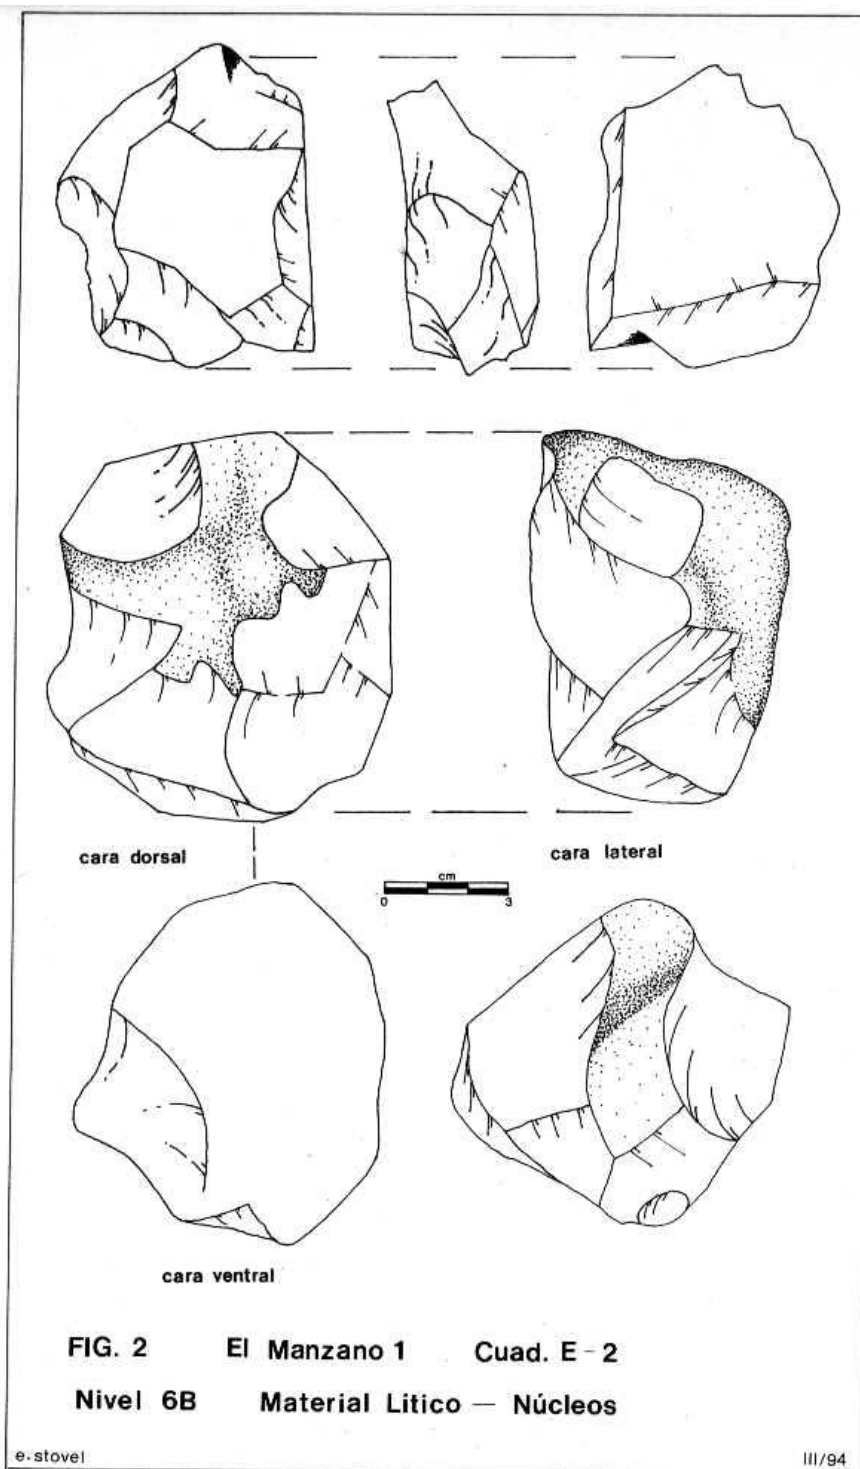 cara dorsal
cara lateral
cm
0 3
cara ventral
FIG. 2 El Manzano 1 Cuad. E - 2
Nivel 6B Material Litico — Núcleos
e. stovel III/94